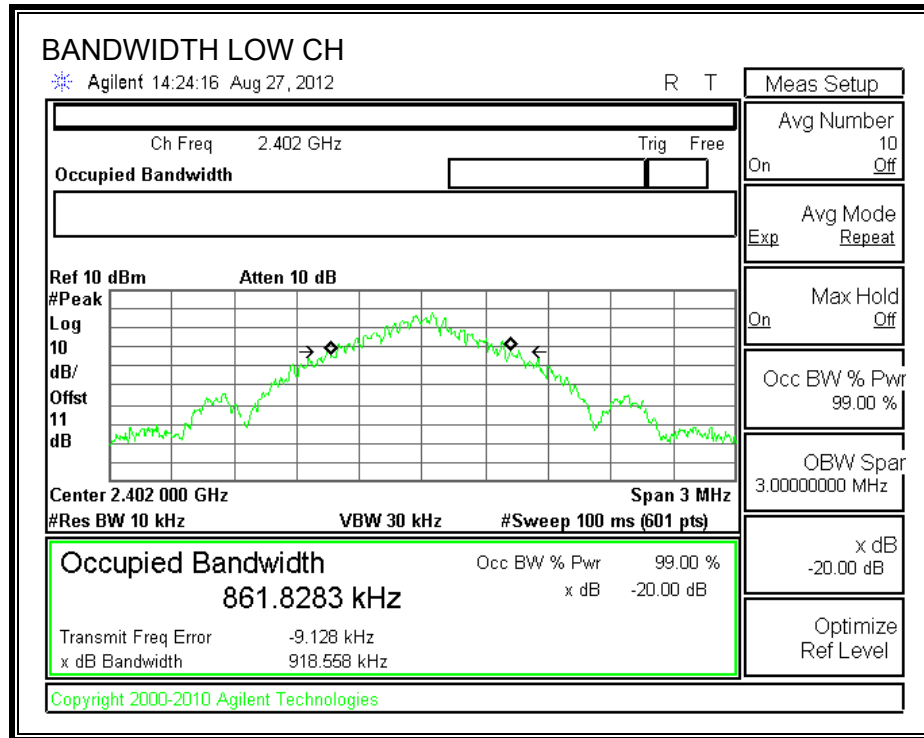 BANDWIDTH LOW CH
Agilent 14:24:16 Aug 27, 2012 R T
Ch Freq 2.402 GHz Trig Free
Occupied Bandwidth
Ref 10 dBm Atten 10 dB
#Peak
Log
10
dB/
Offst
11
dB
Center 2.402 000 GHz Span 3 MHz
#Res BW 10 kHz VBW 30 kHz #Sweep 100 ms (601 pts)
Occupied Bandwidth Occ BW % Pwr 99.00 %
861.8283 kHz x dB -20.00 dB
Transmit Freq Error -9.128 kHz
x dB Bandwidth 918.558 kHz
Copyright 2000-2010 Agilent Technologies
Meas Setup
Avg Number
10
On Off
Avg Mode
Exp Repeat
Max Hold
On Off
Occ BW % Pwr
99.00 %
OBW Span
3.00000000 MHz
x dB
-20.00 dB
Optimize
Ref Level